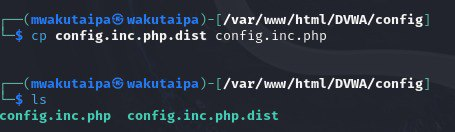 ┌──(mwakutaipa㉿wakutaipa)-[/var/www/html/DVWA/config]
└─$ cp config.inc.php.dist config.inc.php
┌──(mwakutaipa㉿wakutaipa)-[/var/www/html/DVWA/config]
└─$ ls
config.inc.php  config.inc.php.dist